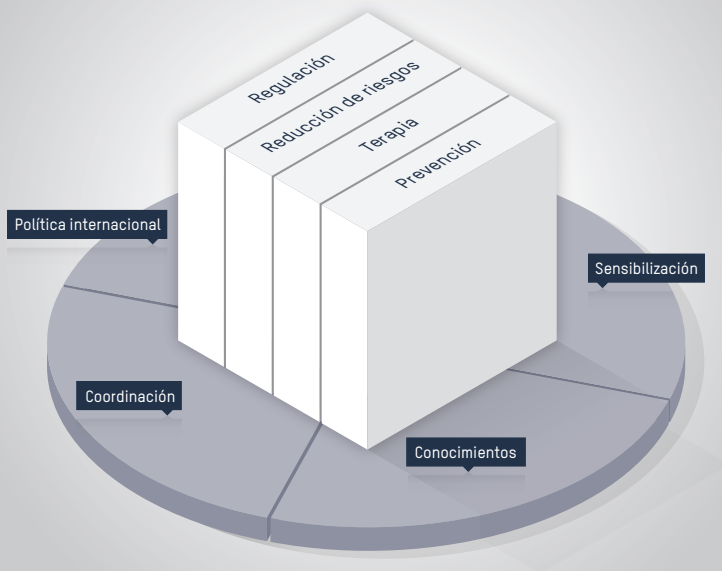 Regulación
Reducción de riesgos
Terapia
Prevención
Política internacional
Sensibilización
Coordinación
Conocimientos